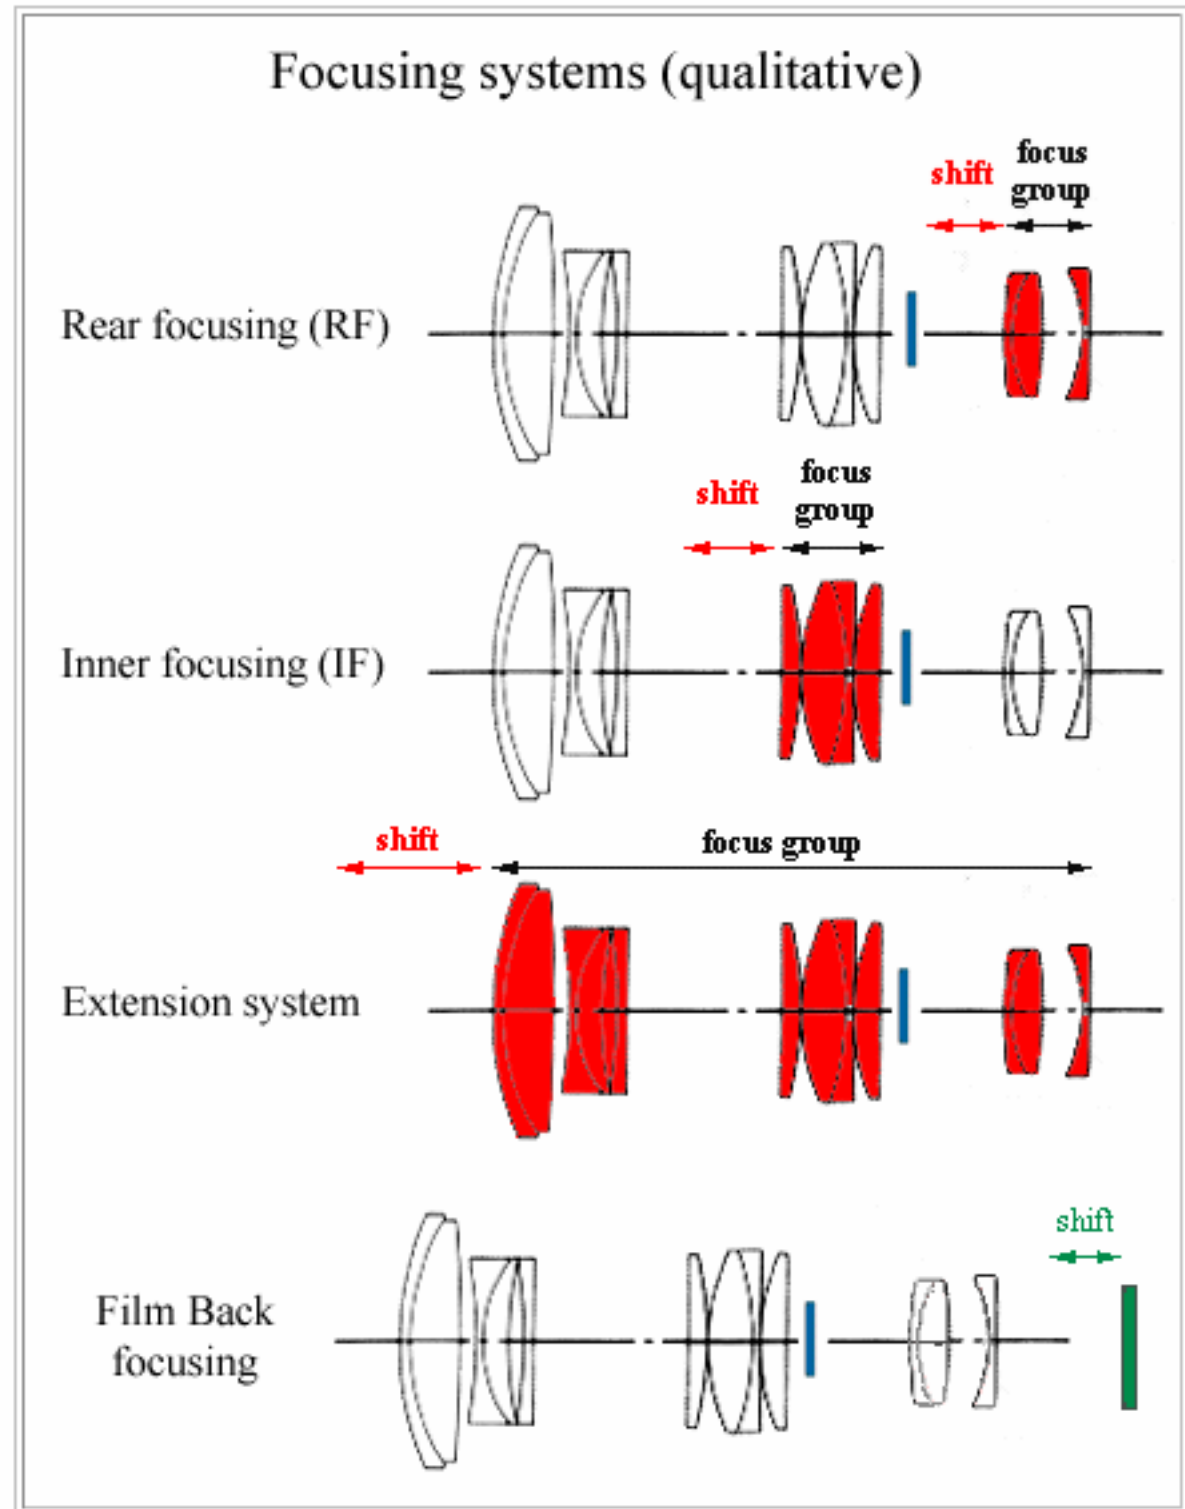 Focusing systems (qualitative)
shift
focus
group
Rear focusing (RF)
shift
focus
group
Inner focusing (IF)
shift
focus group
Extension system
shift
Film Back
focusing